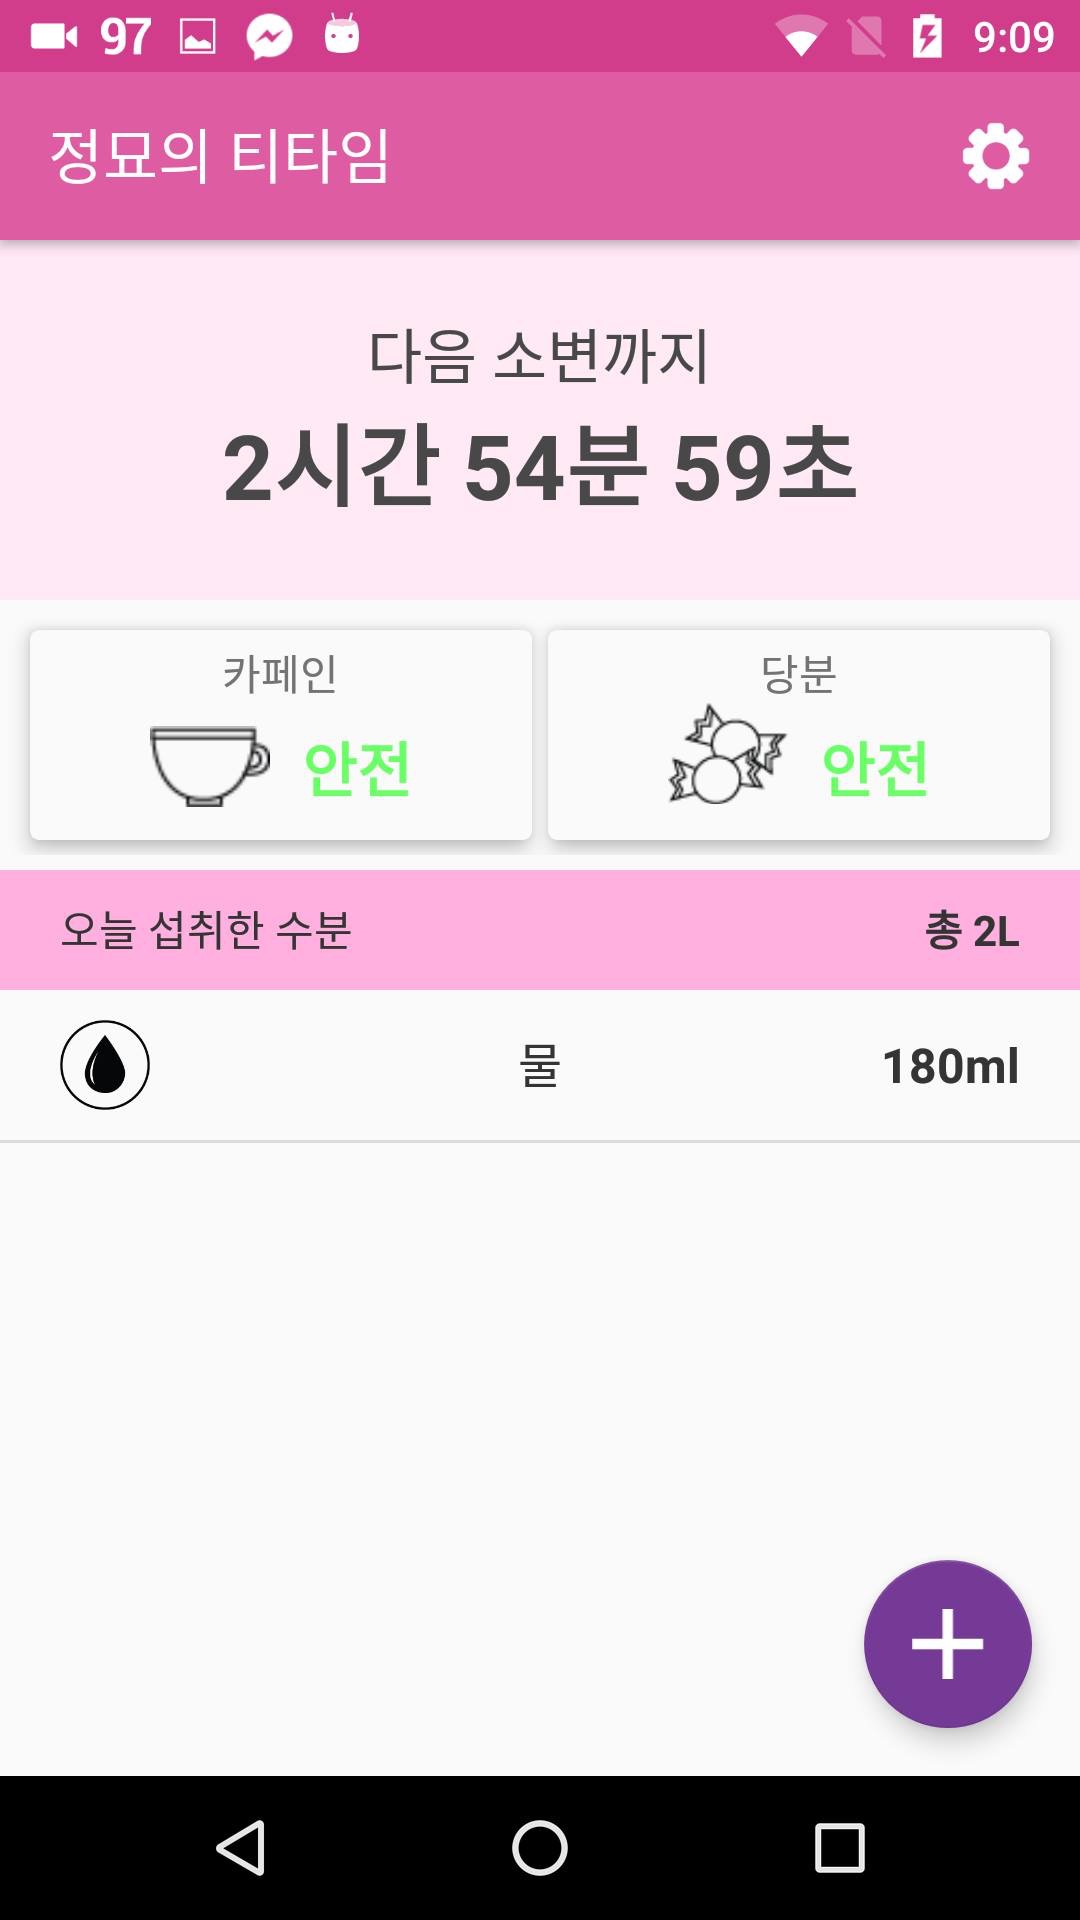 97 9:09
정묘의 티타임
다음 소변까지
2시간 54분 59초
카페인 당분
안전 안전
오늘 섭취한 수분 총 2L
물 180ml